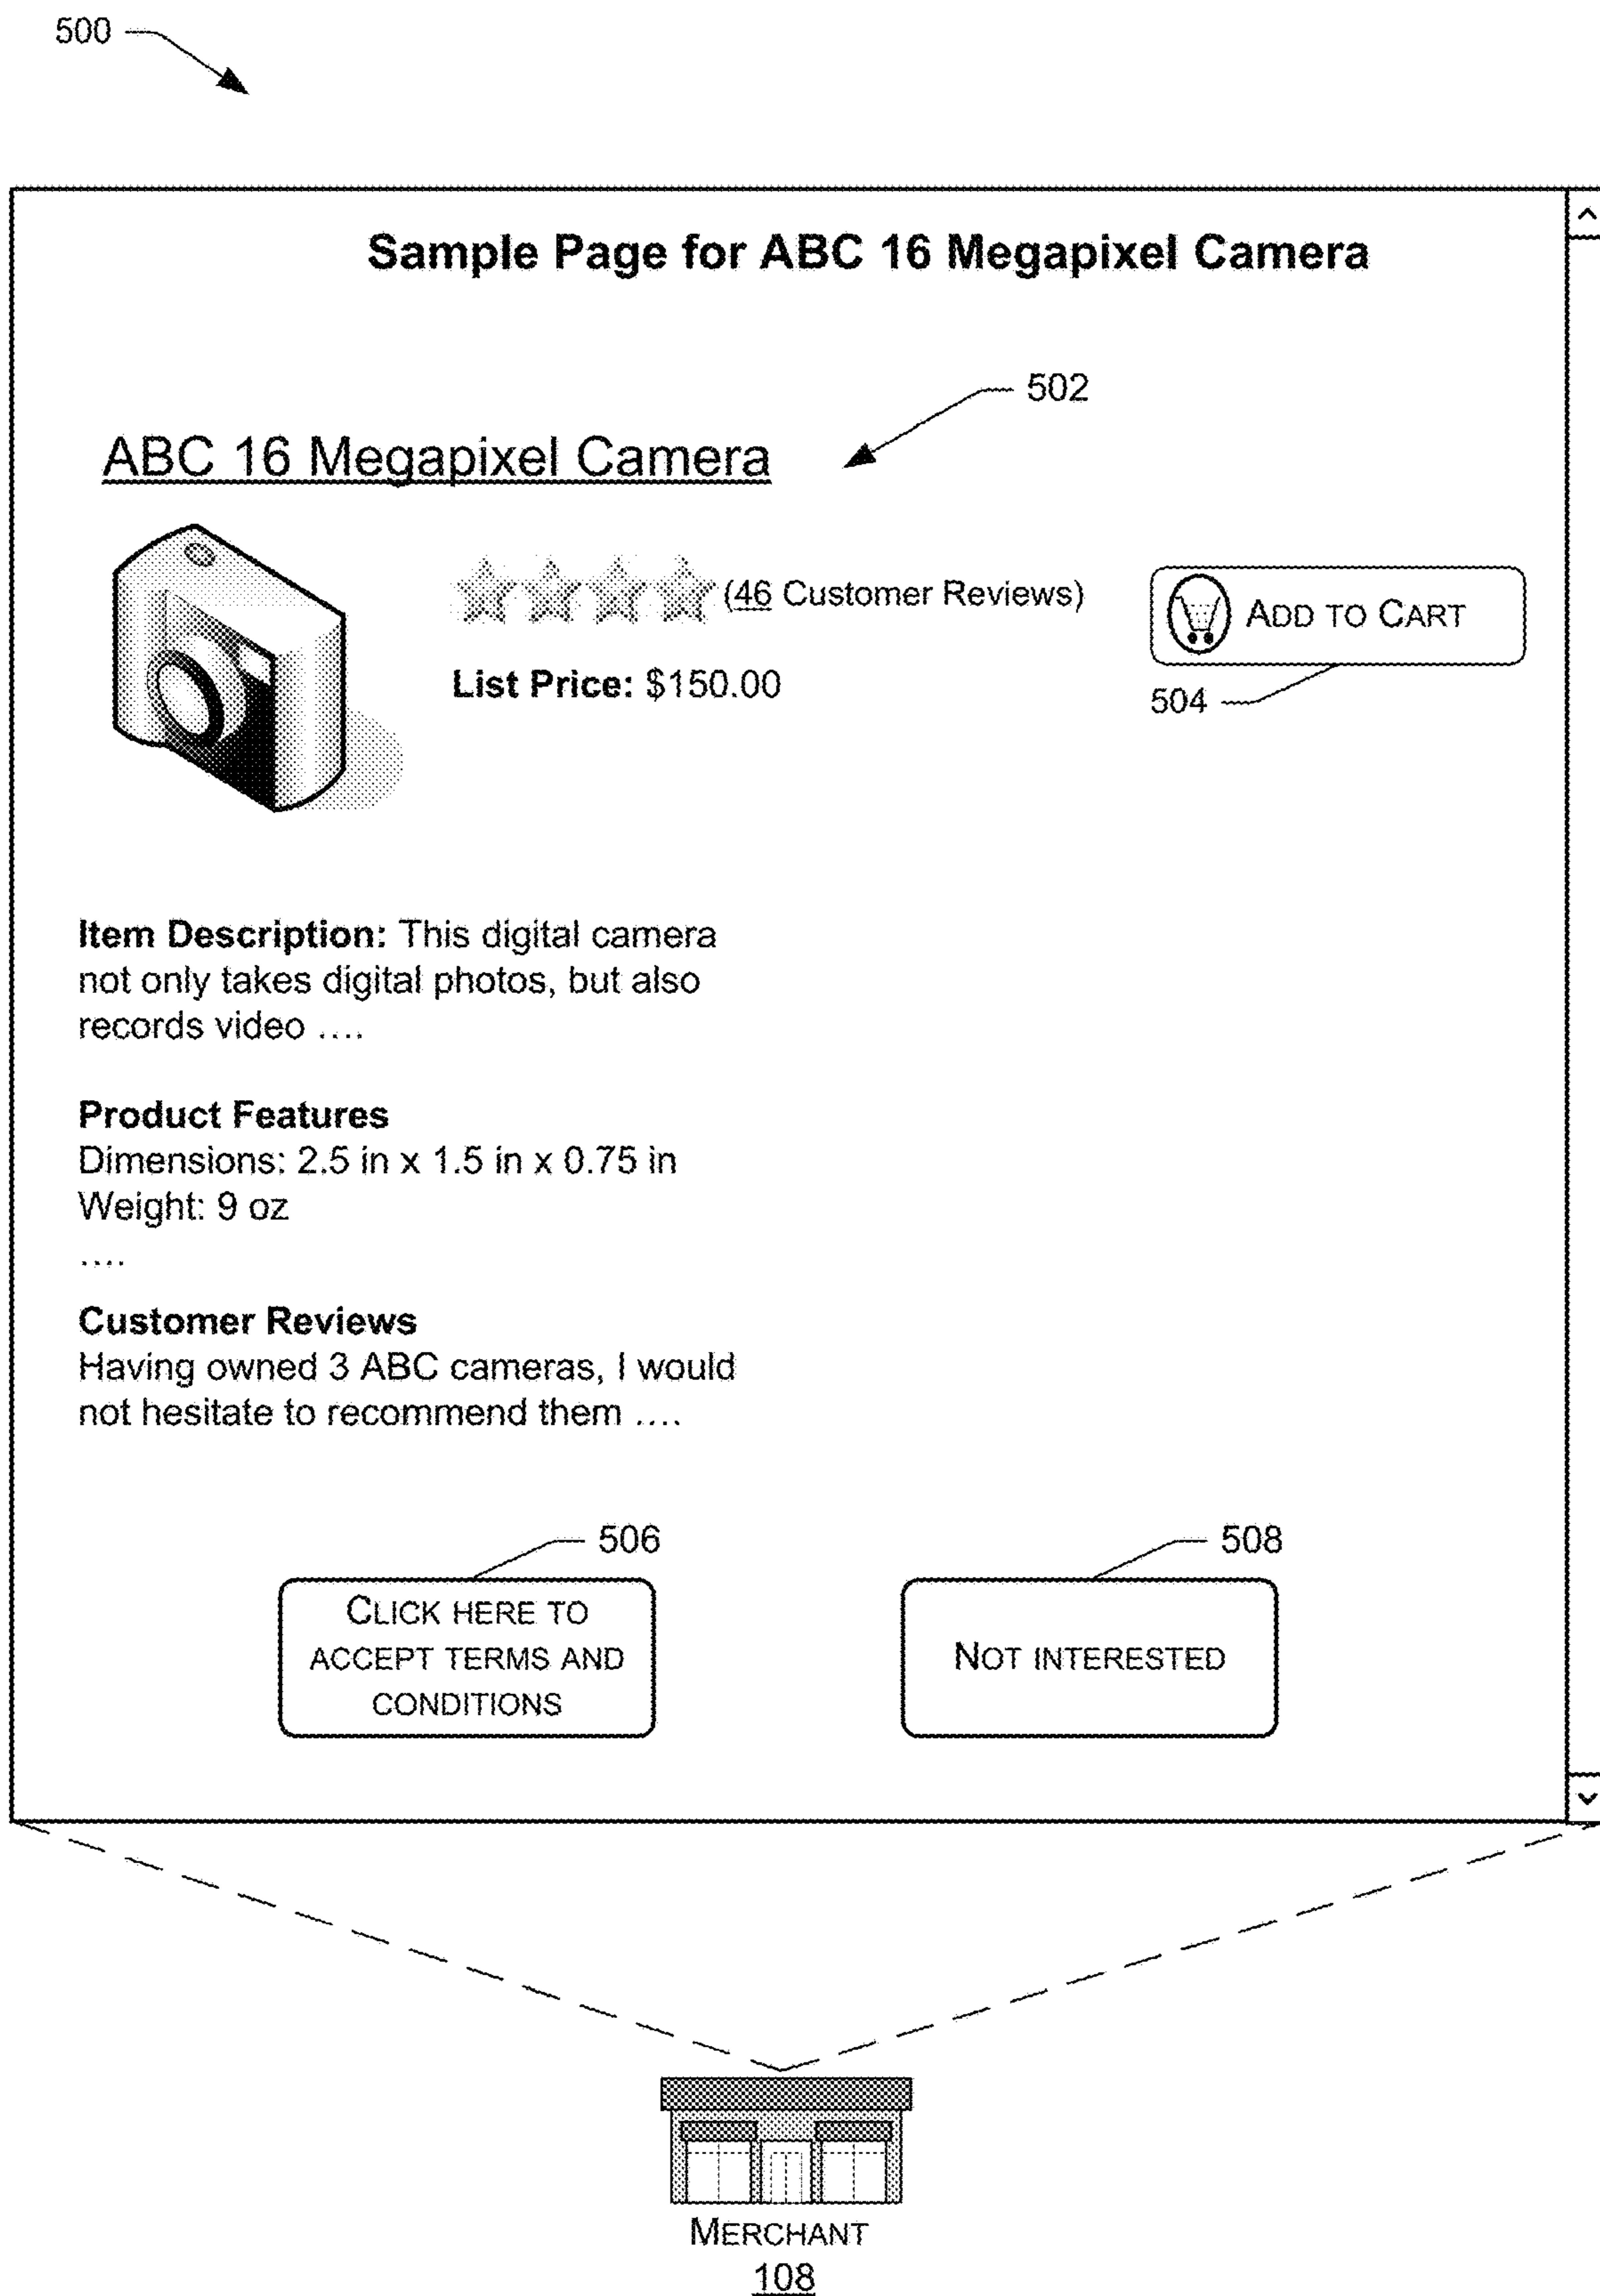 500
Sample Page for ABC 16 Megapixel Camera
502
ABC 16 Megapixel Camera
(46 Customer Reviews)
ADD TO CART
List Price: $150.00
504
Item Description: This digital camera
not only takes digital photos, but also
records video ....
Product Features
Dimensions: 2.5 in x 1.5 in x 0.75 in
Weight: 9 oz
....
Customer Reviews
Having owned 3 ABC cameras, I would
not hesitate to recommend them ....
506
508
CLICK HERE TO
ACCEPT TERMS AND
CONDITIONS
NOT INTERESTED
MERCHANT
108